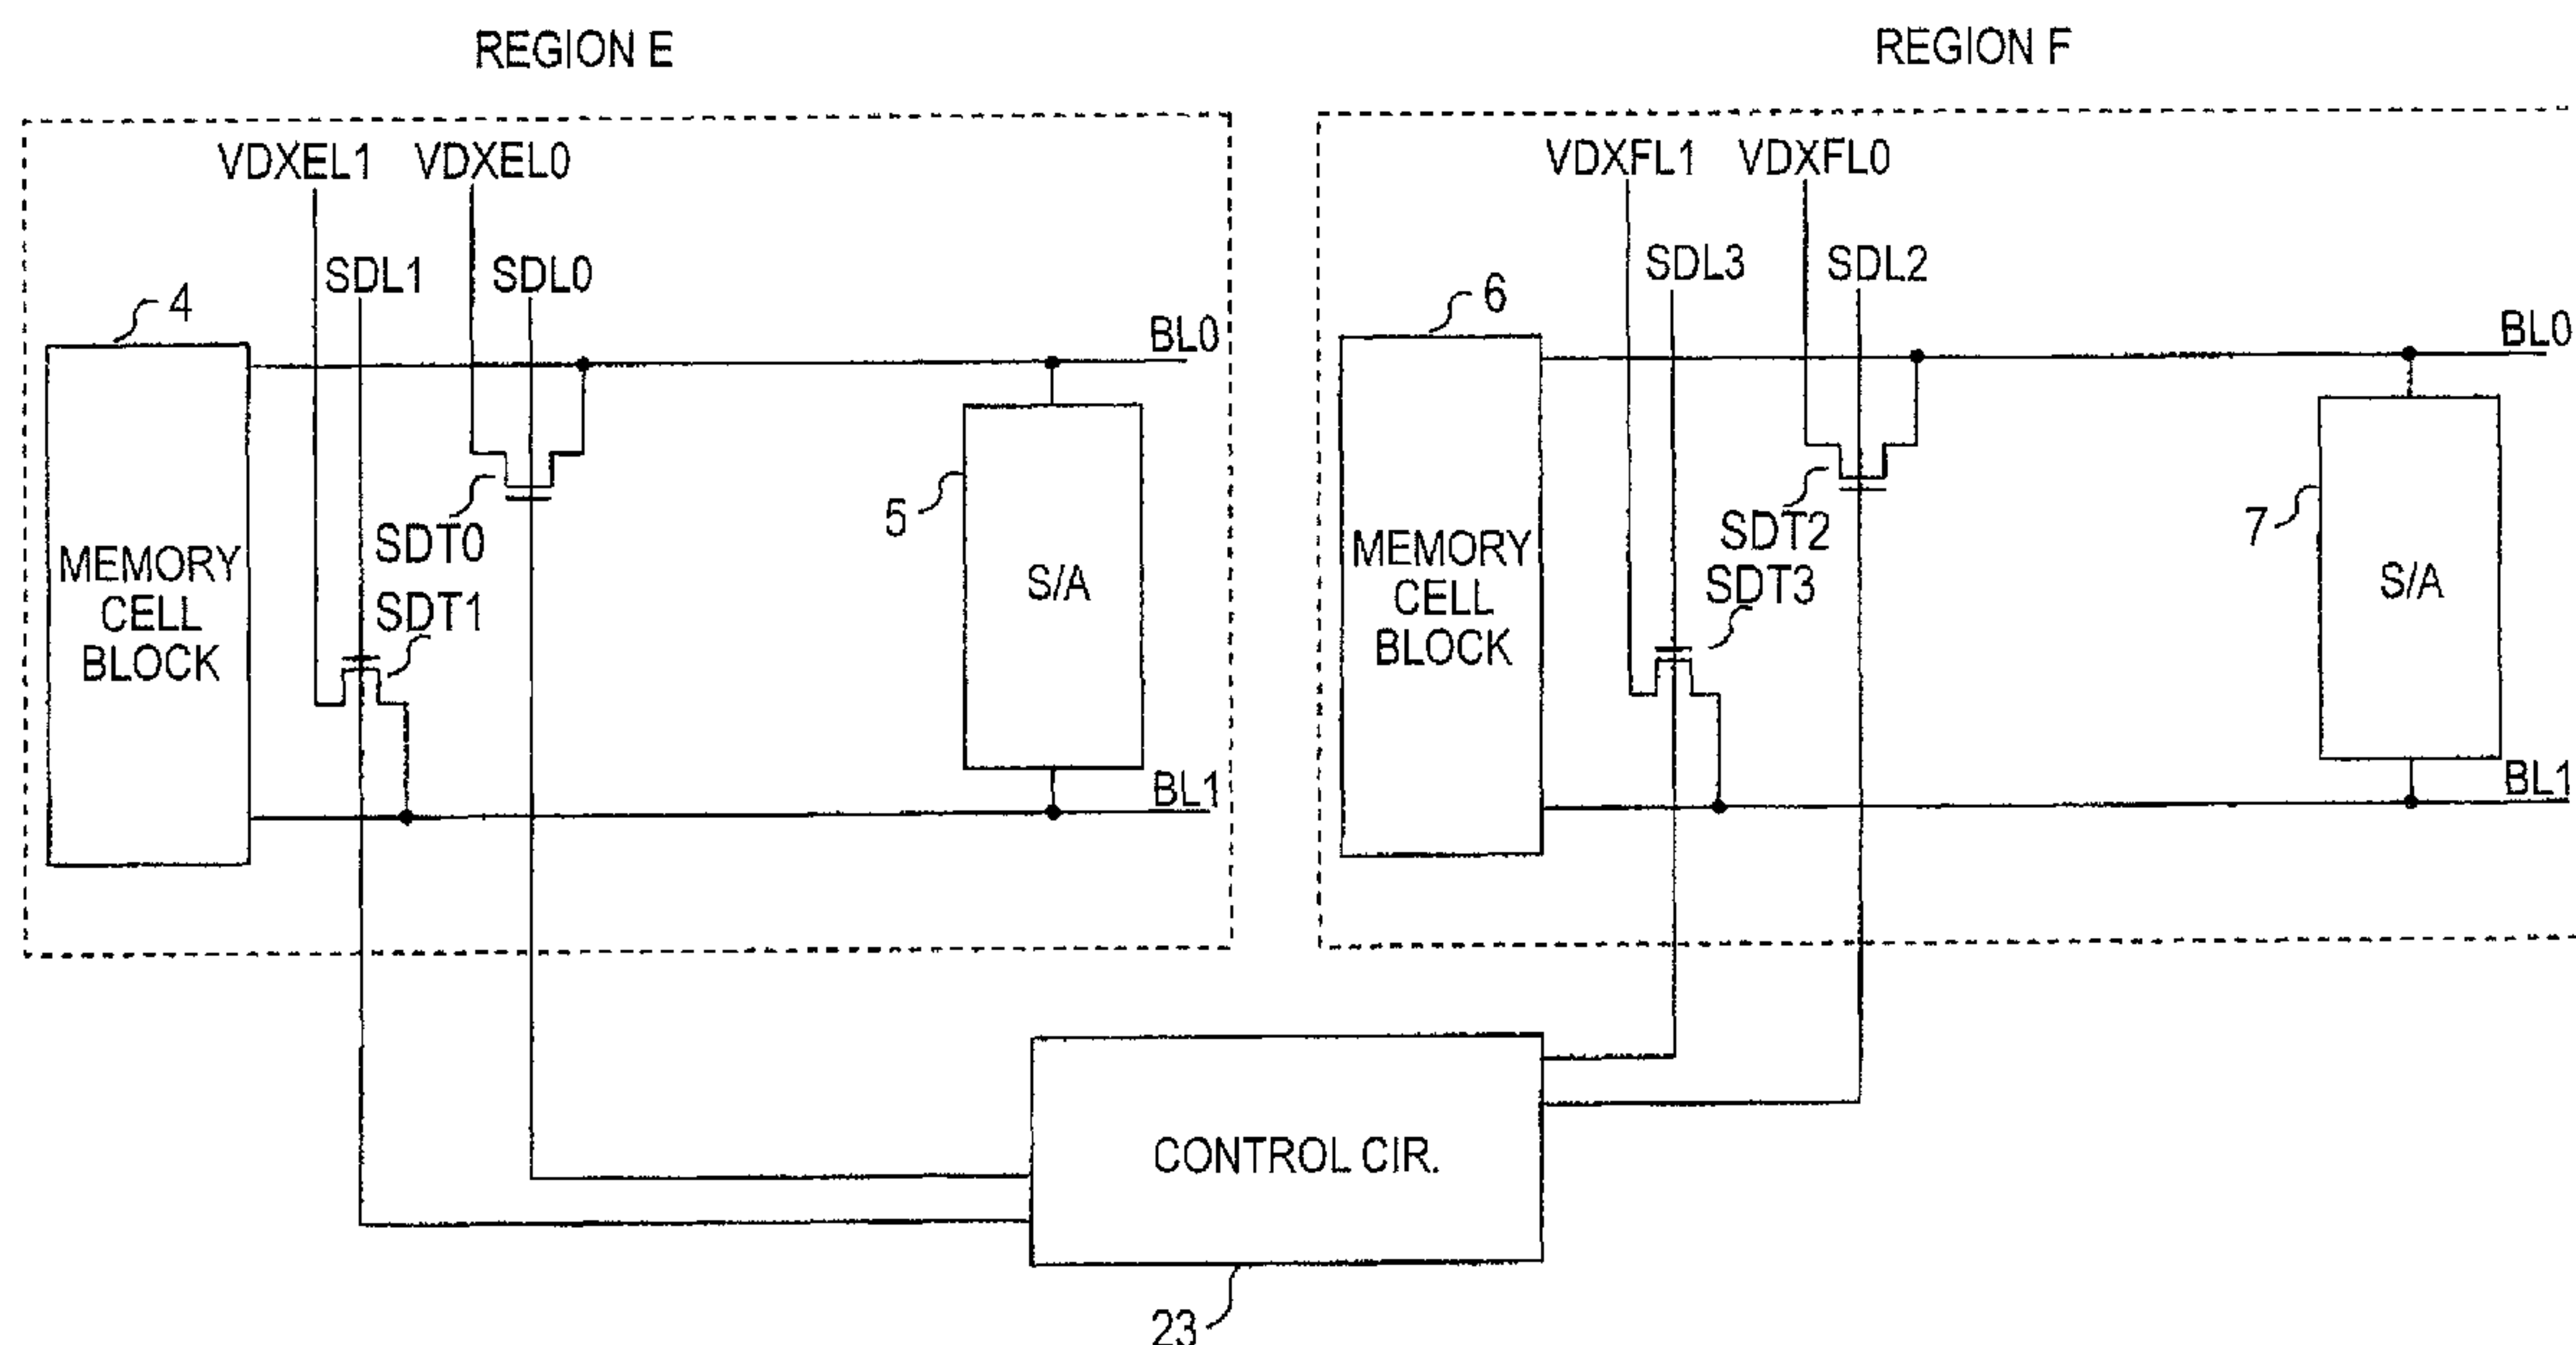 REGION E
REGION F
VDXEL1
VDXEL0
VDXFL1
VDXFL0
SDL1
SDL0
SDL3
SDL2
4
6
BL0
BL0
5
7
SDT0
SDT1
SDT2
SDT3
MEMORY
CELL
BLOCK
S/A
MEMORY
CELL
BLOCK
S/A
BL1
BL1
CONTROL CIR.
23